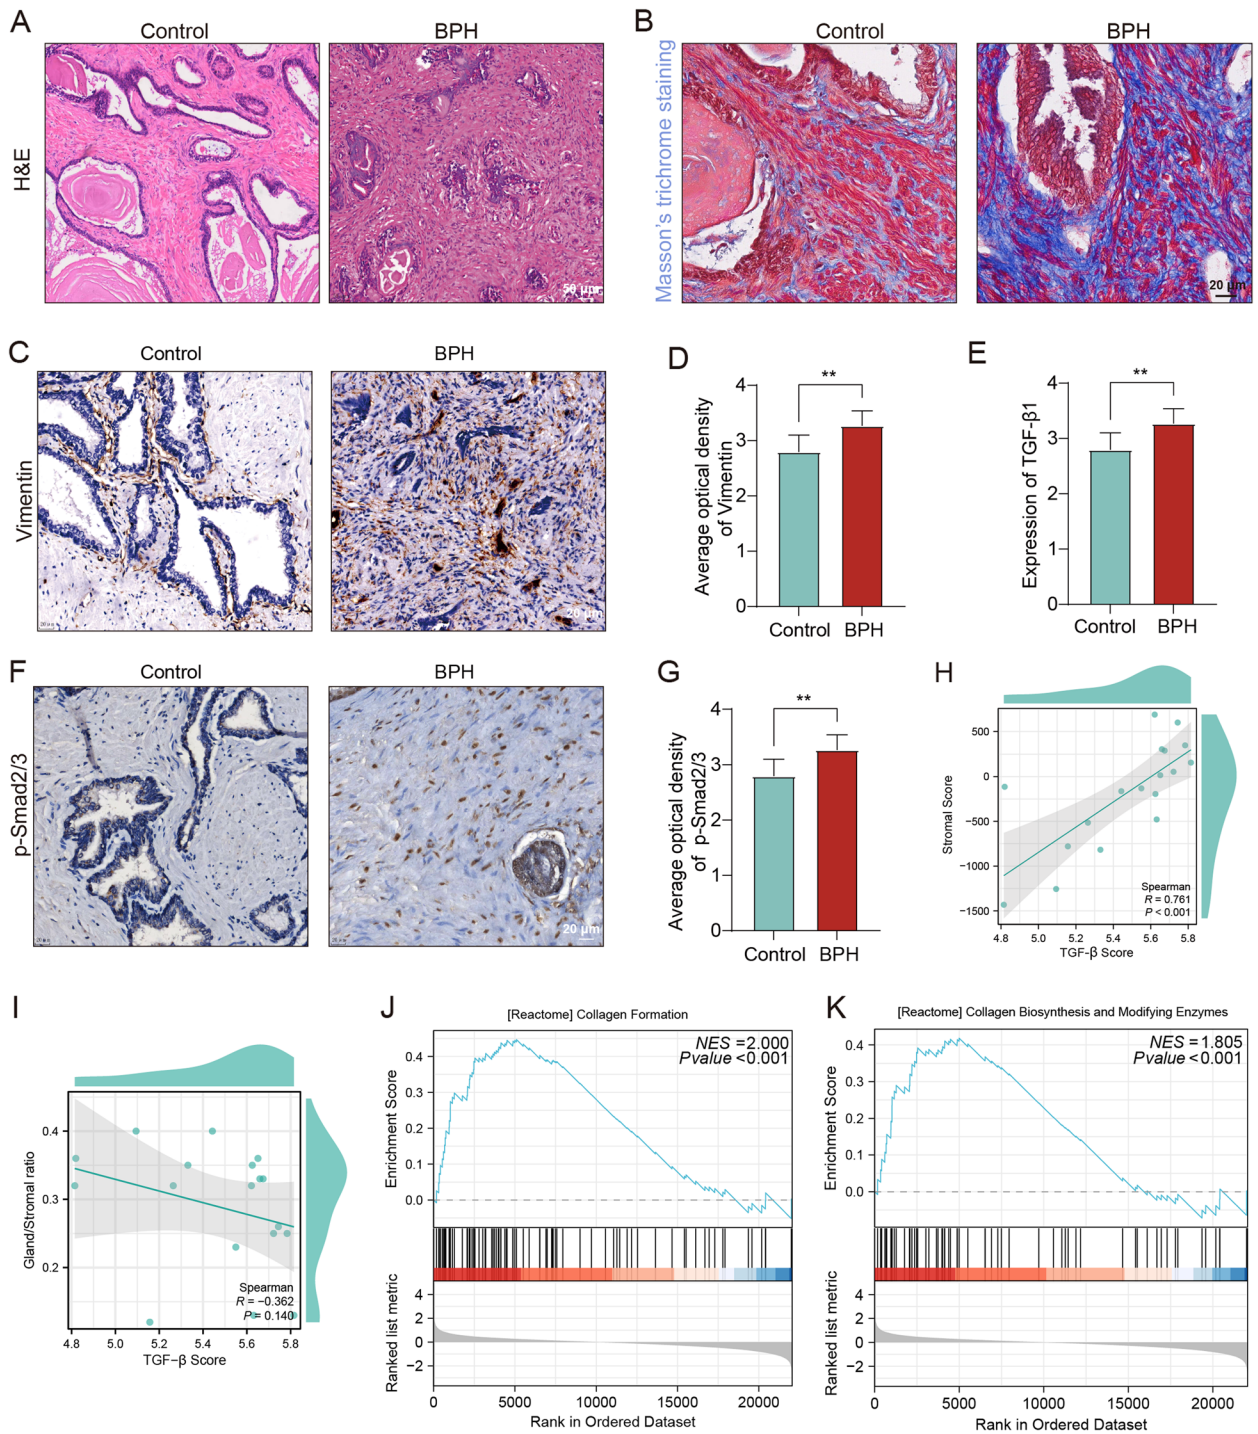 A
Control
BPH
H&E
50 μm
B
Control
BPH
Masson's trichrome staining
20 μm
C
Control
BPH
Vimentin
20 μm
D
Average optical density
of Vimentin
**
4
3
2
1
0
Control
BPH
E
Expression of TGF-β1
**
4
3
2
1
0
Control
BPH
F
Control
BPH
p-Smad2/3
20 μm
G
Average optical density
of p-Smad2/3
**
4
3
2
1
0
Control
BPH
H
Stromal Score
500
0
−500
−1000
−1500
Spearman
R = 0.761
P < 0.001
4.8 5.0 5.2 5.4 5.6 5.8
TGF-β Score
I
Gland/Stromal ratio
0.4
0.3
0.2
Spearman
R = −0.362
P = 0.140
4.8 5.0 5.2 5.4 5.6 5.8
TGF−β Score
J
[Reactome] Collagen Formation
NES =2.000
Pvalue <0.001
Enrichment Score
0.4
0.3
0.2
0.1
0.0
Ranked list metric
4
2
0
−2
0 5000 10000 15000 20000
Rank in Ordered Dataset
K
[Reactome] Collagen Biosynthesis and Modifying Enzymes
NES = 1.805
Pvalue <0.001
Enrichment Score
0.4
0.3
0.2
0.1
0.0
Ranked list metric
4
2
0
−2
0 5000 10000 15000 20000
Rank in Ordered Dataset